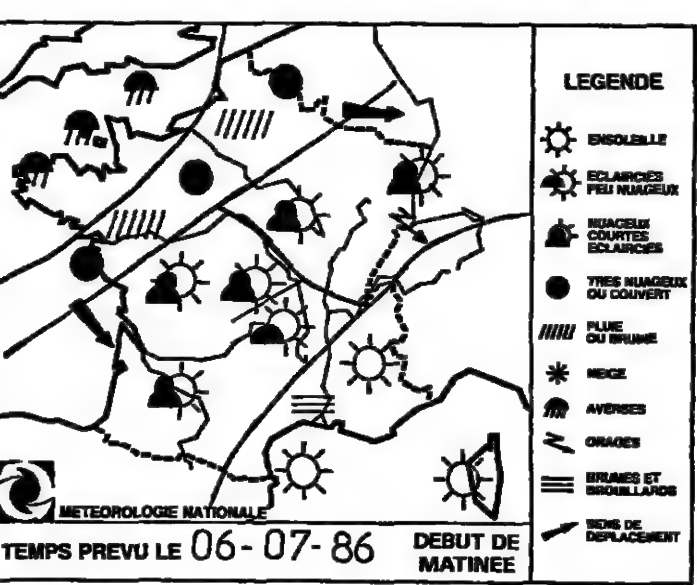 LEGENDE
ENSOLEILLE
ECLAIRCIES
PEU NUAGEUX
NUAGEUX
COURTES
ECLAIRCIES
TRES NUAGEUX
OU COUVERT
PLUIE
OU BRUINE
NEIGE
AVERSES
ORAGES
BRUMES ET
BROUILLARDS
SENS DE
DEPLACEMENT
METEOROLOGIE NATIONALE
TEMPS PREVU LE 06-07-86 DEBUT DE
MATINEE